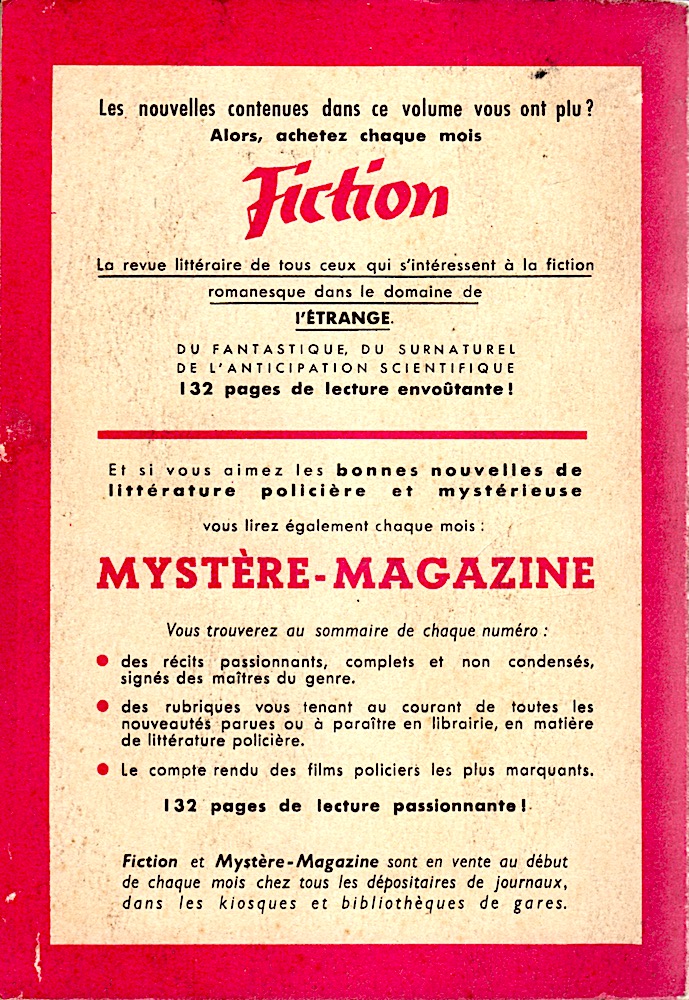 Les nouvelles contenues dans ce volume vous ont plu ?
Alors, achetez chaque mois
Fiction
La revue littéraire de tous ceux qui s'intéressent à la fiction
romanesque dans le domaine de
l'ÉTRANGE.
DU FANTASTIQUE, DU SURNATUREL
DE L'ANTICIPATION SCIENTIFIQUE
132 pages de lecture envoûtante !
Et si vous aimez les bonnes nouvelles de
littérature policière et mystérieuse
vous lirez également chaque mois :
MYSTÈRE-MAGAZINE
Vous trouverez au sommaire de chaque numéro :
● des récits passionnants, complets et non condensés,
signés des maîtres du genre.
● des rubriques vous tenant au courant de toutes les
nouveautés parues ou à paraître en librairie, en matière
de littérature policière.
● Le compte rendu des films policiers les plus marquants.
132 pages de lecture passionnante !
Fiction et Mystère-Magazine sont en vente au début
de chaque mois chez tous les dépositaires de journaux,
dans les kiosques et bibliothèques de gares.